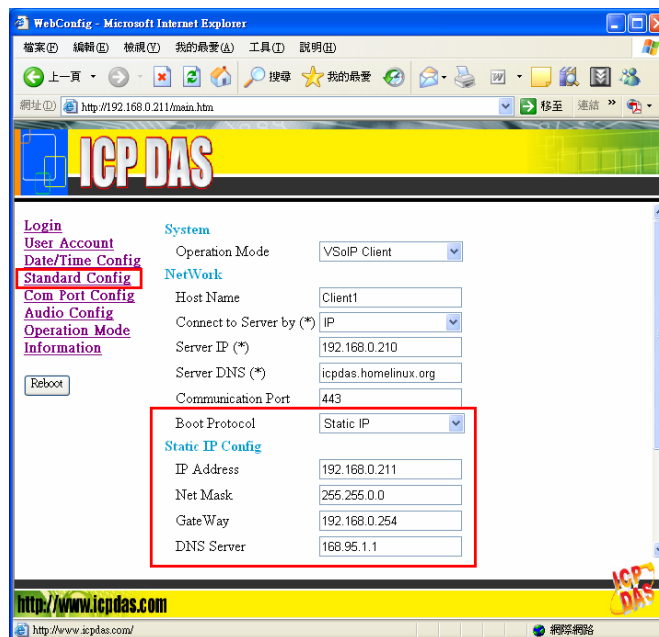 WebConfig - Microsoft Internet Explorer
檔案(F) 編輯(E) 檢視(V) 我的最愛(A) 工具(T) 說明(H)
上一頁 搜尋 我的最愛
網址(D) http://192.168.0.211/main.htm 移至 連結 »
ICP DAS
Login
User Account
Date/Time Config
Standard Config
Com Port Config
Audio Config
Operation Mode
Information
Reboot
System
Operation Mode VSoIP Client
NetWork
Host Name Client1
Connect to Server by (*) IP
Server IP (*) 192.168.0.210
Server DNS (*) icpdas.homelinux.org
Communication Port 443
Boot Protocol Static IP
Static IP Config
IP Address 192.168.0.211
Net Mask 255.255.0.0
GateWay 192.168.0.254
DNS Server 168.95.1.1
http://www.icpdas.com
ICP DAS
http://www.icpdas.com/ 網際網路